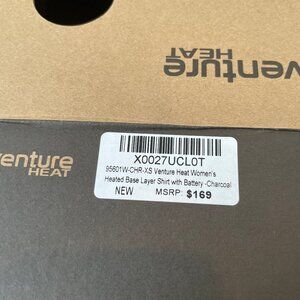 venture
HEAT
venture
HEAT
X0027UCL0T
95601W-CHR-XS Venture Heat Women's
Heated Base Layer Shirt with Battery -Charcoal
NEW MSRP: $169